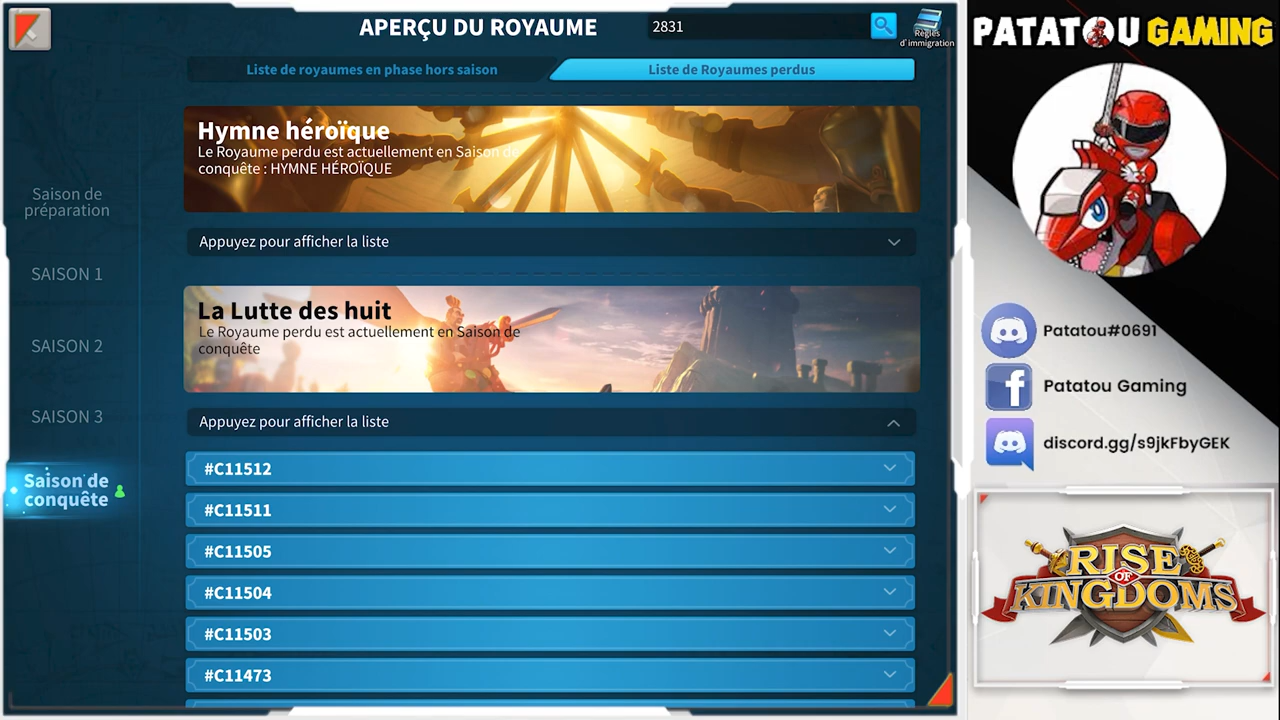 APERÇU DU ROYAUME
2831
Règles
d'immigration
Liste de royaumes en phase hors saison
Liste de Royaumes perdus
Saison de
préparation
SAISON 1
SAISON 2
SAISON 3
Saison de
conquête
Hymne héroïque
Le Royaume perdu est actuellement en Saison de
conquête : HYMNE HÉROÏQUE
Appuyez pour afficher la liste
La Lutte des huit
Le Royaume perdu est actuellement en Saison de
conquête
Appuyez pour afficher la liste
#C11512
#C11511
#C11505
#C11504
#C11503
#C11473
PATATOU GAMING
Patatou#0691
Patatou Gaming
discord.gg/s9jkFbyGEK
RISE
OF
KINGDOMS